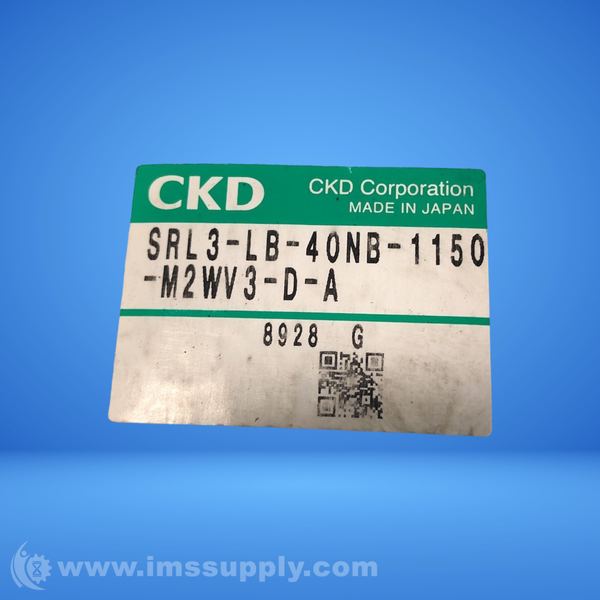 CKD
CKD Corporation
MADE IN JAPAN
SRL3-LB-40NB-1150
-M2WV3-D-A
8928 G
www.imssupply.com